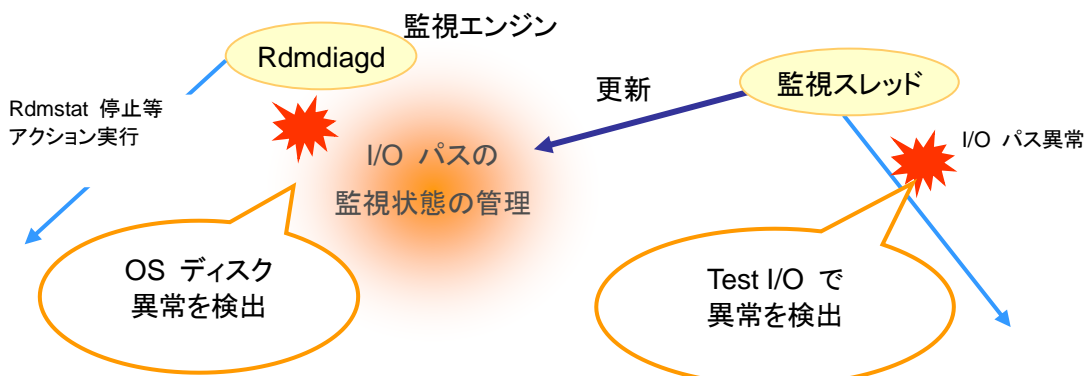 監視エンジン
Rdmdiagd
監視スレッド
更新
Rdmstat 停止等
アクション実行
I/O パス異常
I/O パスの
監視状態の管理
OS ディスク
異常を検出
Test I/O で
異常を検出